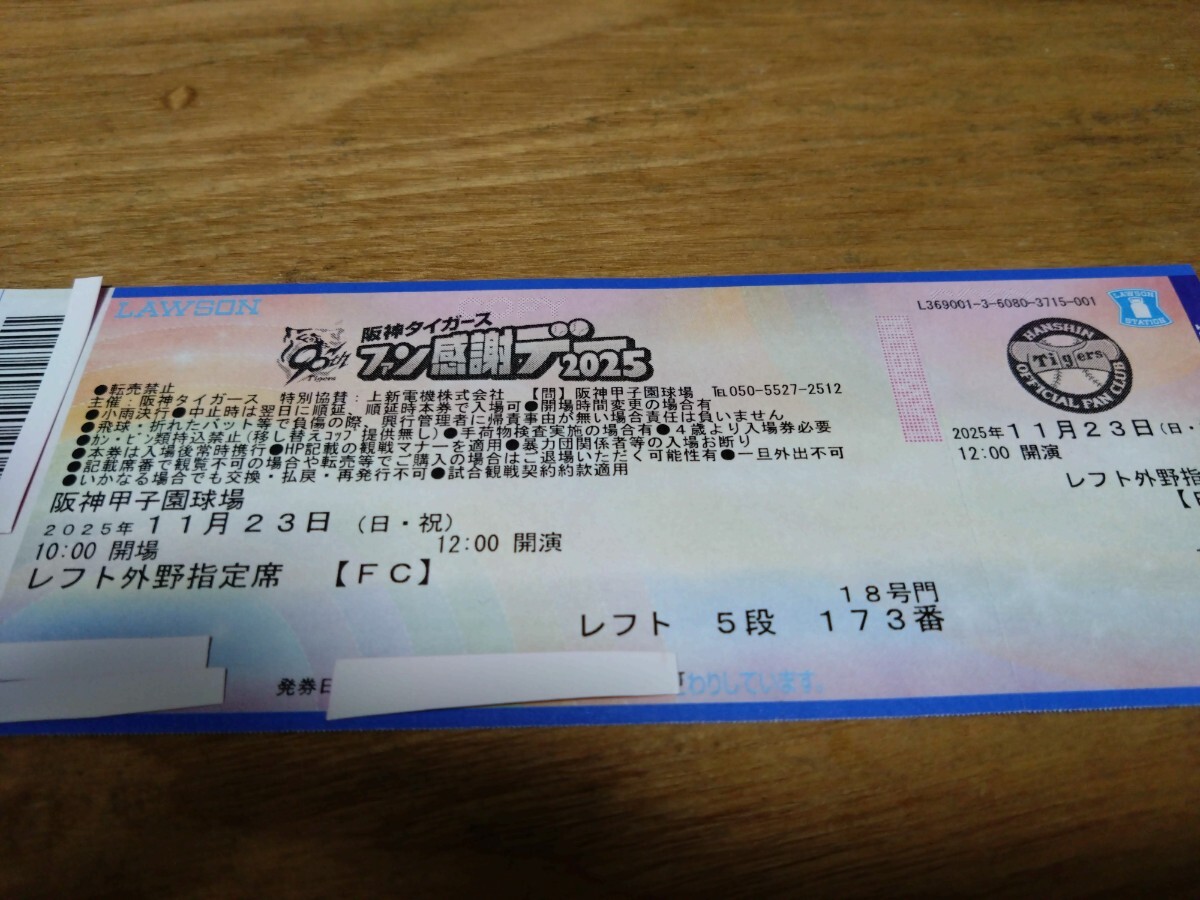 LAWSON
90th
Tigers
阪神タイガース
ファン感謝デー2025
●転売禁止
主催：阪神タイガース　特別協賛：上新電機株式会社　【問】阪神甲子園球場　℡050-5527-2512
●小雨決行●中止時は翌日に順延、順延時本券で入場可●開場時間変更の場合有
●飛球・折れたバット等で負傷の際、興行管理者に帰責事由が無い場合責任は負いません
●カン・ビン類持込禁止(移し替えコップ提供無し)●手荷物検査実施の場合有●４歳より入場券必要
●本券は入場後常時携行●HP記載の観戦マナーを適用●暴力団関係者等の入場お断り
●記載席番で観覧不可の場合や転売等でご購入の場合はご退場いただく可能性有●一旦外出不可
●いかなる場合でも交換・払戻・再発行不可●試合観戦契約約款適用
阪神甲子園球場
2025年１１月２３日（日・祝）
10:00 開場　12:00 開演
レフト外野指定席　【ＦＣ】
１８号門
レフト　５段　１７３番
発券日
わりしています。
L369001-3-6080-3715-001
LAWSON
STATION
HANSHIN
Tigers
OFFICIAL FAN CLUB
2025年１１月２３日（日・
12:00 開演
レフト外野指